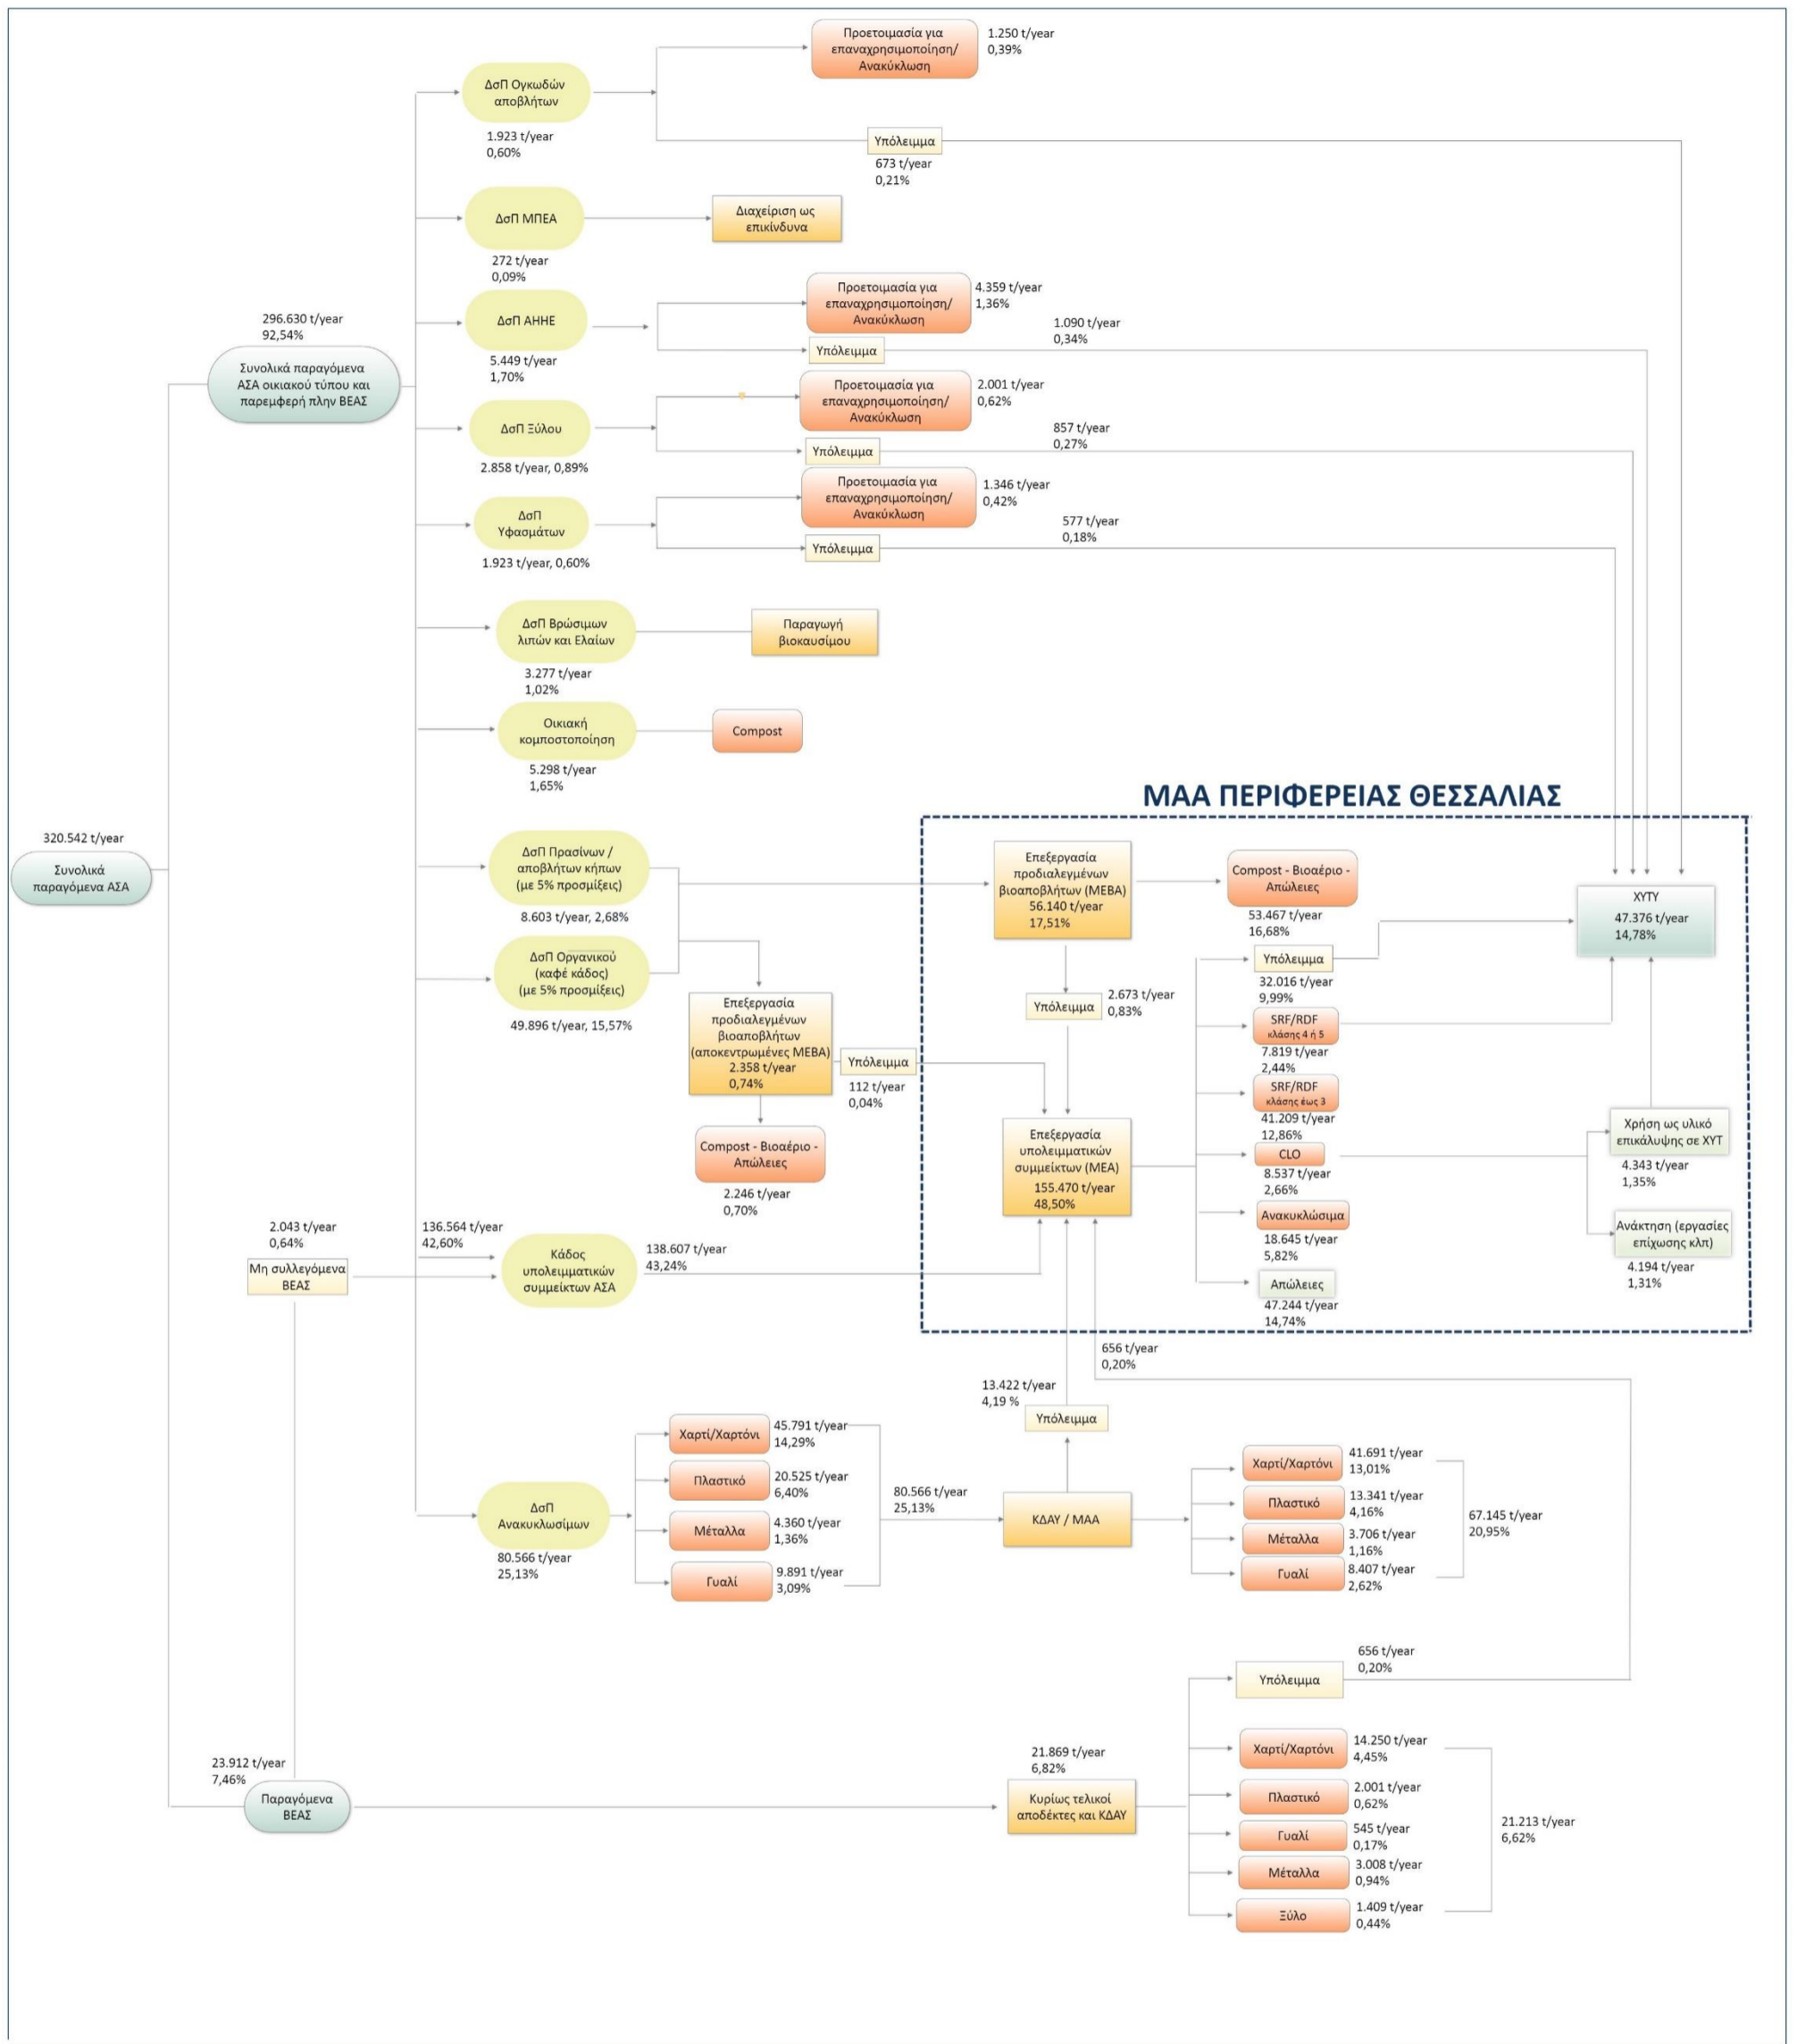 Προετοιμασία για
επαναχρησιμοποίηση/
Ανακύκλωση
1.250 t/year
0,39%
ΔσΠ Ογκωδών
αποβλήτων
1.923 t/year
0,60%
Υπόλειμμα
673 t/year
0,21%
ΔσΠ ΜΠΕΑ
272 t/year
0,09%
Διαχείριση ως
επικίνδυνα
296.630 t/year
92,54%
Συνολικά παραγόμενα
ΑΣΑ οικιακού τύπου και
παρεμφερή πλην ΒΕΑΣ
ΔσΠ ΑΗΗΕ
5.449 t/year
1,70%
Προετοιμασία για
επαναχρησιμοποίηση/
Ανακύκλωση
4.359 t/year
1,36%
Υπόλειμμα
1.090 t/year
0,34%
ΔσΠ Ξύλου
2.858 t/year, 0,89%
Προετοιμασία για
επαναχρησιμοποίηση/
Ανακύκλωση
2.001 t/year
0,62%
Υπόλειμμα
857 t/year
0,27%
ΔσΠ
Υφασμάτων
1.923 t/year, 0,60%
Προετοιμασία για
επαναχρησιμοποίηση/
Ανακύκλωση
1.346 t/year
0,42%
Υπόλειμμα
577 t/year
0,18%
ΔσΠ Βρώσιμων
λιπών και Ελαίων
3.277 t/year
1,02%
Παραγωγή
βιοκαυσίμου
Οικιακή
κομποστοποίηση
5.298 t/year
1,65%
Compost
ΜΑΑ ΠΕΡΙΦΕΡΕΙΑΣ ΘΕΣΣΑΛΙΑΣ
320.542 t/year
Συνολικά
παραγόμενα ΑΣΑ
ΔσΠ Πρασίνων /
αποβλήτων κήπων
(με 5% προσμίξεις)
8.603 t/year, 2,68%
ΔσΠ Οργανικού
(καφέ κάδος)
(με 5% προσμίξεις)
49.896 t/year, 15,57%
Επεξεργασία
προδιαλεγμένων
βιοαποβλήτων
(αποκεντρωμένες ΜΕΒΑ)
2.358 t/year
0,74%
Υπόλειμμα
112 t/year
0,04%
Compost - Βιοαέριο -
Απώλειες
2.246 t/year
0,70%
Επεξεργασία
προδιαλεγμένων
βιοαποβλήτων (ΜΕΒΑ)
56.140 t/year
17,51%
Compost - Βιοαέριο -
Απώλειες
53.467 t/year
16,68%
Υπόλειμμα
2.673 t/year
0,83%
Επεξεργασία
υπολειμματικών
συμμείκτων (ΜΕΑ)
155.470 t/year
48,50%
Υπόλειμμα
32.016 t/year
9,99%
SRF/RDF
κλάσης 4 ή 5
7.819 t/year
2,44%
SRF/RDF
κλάσης έως 3
41.209 t/year
12,86%
CLO
8.537 t/year
2,66%
Ανακυκλώσιμα
18.645 t/year
5,82%
Απώλειες
47.244 t/year
14,74%
ΧΥΤΥ
47.376 t/year
14,78%
Χρήση ως υλικό
επικάλυψης σε ΧΥΤ
4.343 t/year
1,35%
Ανάκτηση (εργασίες
επίχωσης κλπ)
4.194 t/year
1,31%
2.043 t/year
0,64%
Μη συλλεγόμενα
ΒΕΑΣ
136.564 t/year
42,60%
Κάδος
υπολειμματικών
συμμείκτων ΑΣΑ
138.607 t/year
43,24%
656 t/year
0,20%
13.422 t/year
4,19 %
Υπόλειμμα
ΔσΠ
Ανακυκλωσίμων
80.566 t/year
25,13%
Χαρτί/Χαρτόνι
45.791 t/year
14,29%
Πλαστικό
20.525 t/year
6,40%
Μέταλλα
4.360 t/year
1,36%
Γυαλί
9.891 t/year
3,09%
80.566 t/year
25,13%
ΚΔΑΥ / ΜΑΑ
Χαρτί/Χαρτόνι
41.691 t/year
13,01%
Πλαστικό
13.341 t/year
4,16%
Μέταλλα
3.706 t/year
1,16%
Γυαλί
8.407 t/year
2,62%
67.145 t/year
20,95%
23.912 t/year
7,46%
Παραγόμενα
ΒΕΑΣ
21.869 t/year
6,82%
Κυρίως τελικοί
αποδέκτες και ΚΔΑΥ
Υπόλειμμα
656 t/year
0,20%
Χαρτί/Χαρτόνι
14.250 t/year
4,45%
Πλαστικό
2.001 t/year
0,62%
Γυαλί
545 t/year
0,17%
Μέταλλα
3.008 t/year
0,94%
Ξύλο
1.409 t/year
0,44%
21.213 t/year
6,62%